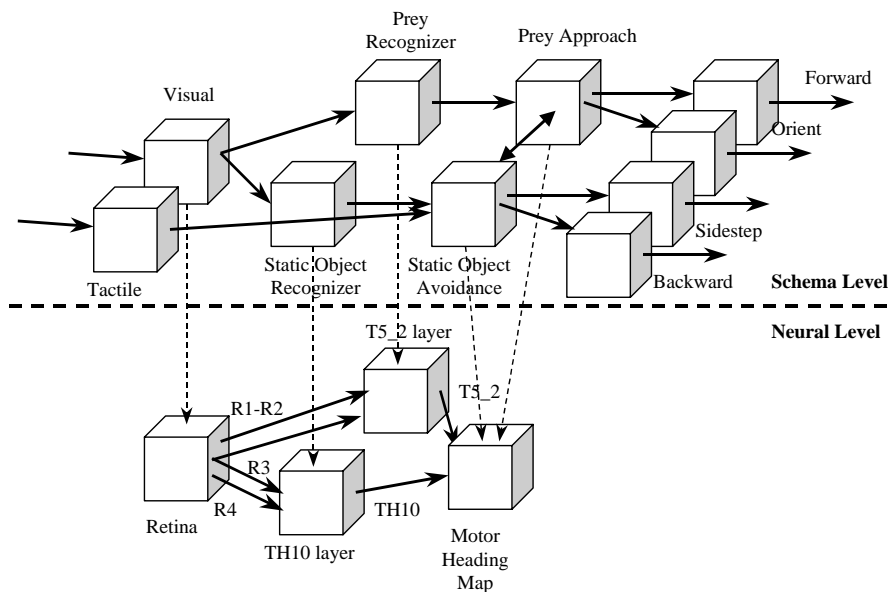 Prey
Recognizer
Prey Approach
Forward
Visual
Orient
Sidestep
Tactile
Static Object
Recognizer
Static Object
Avoidance
Backward
Schema Level
Neural Level
T5_2 layer
T5_2
R1-R2
R3
R4
TH10
Retina
TH10 layer
Motor
Heading
Map